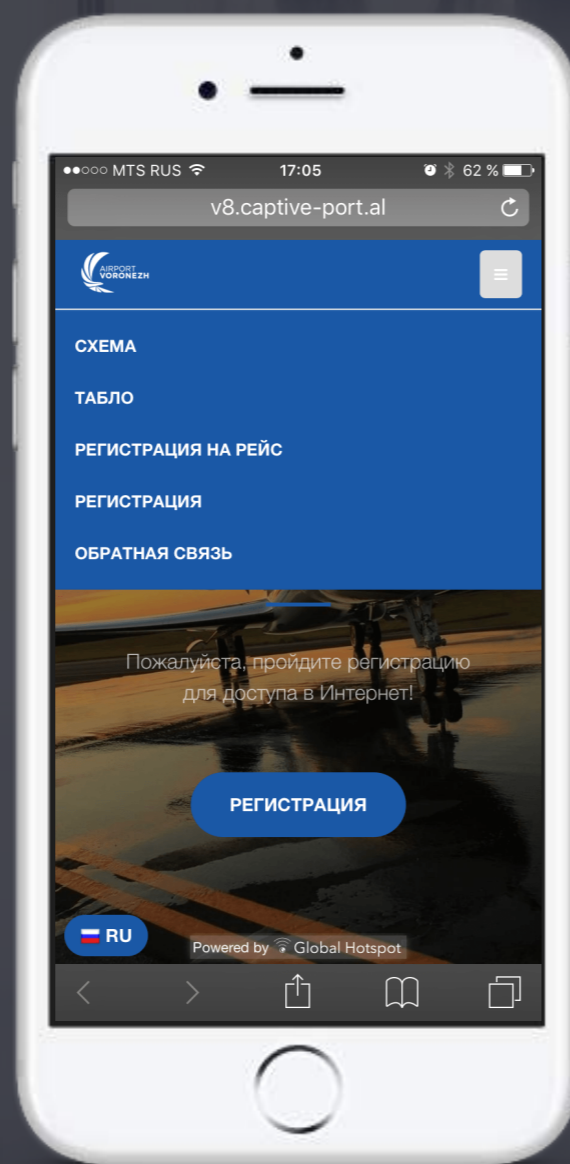 MTS RUS 17:05 62 %
v8.captive-port.al
AIRPORT
VORONEZH
СХЕМА
ТАБЛО
РЕГИСТРАЦИЯ НА РЕЙС
РЕГИСТРАЦИЯ
ОБРАТНАЯ СВЯЗЬ
Пожалуйста, пройдите регистрацию
для доступа в Интернет!
РЕГИСТРАЦИЯ
RU
Powered by Global Hotspot